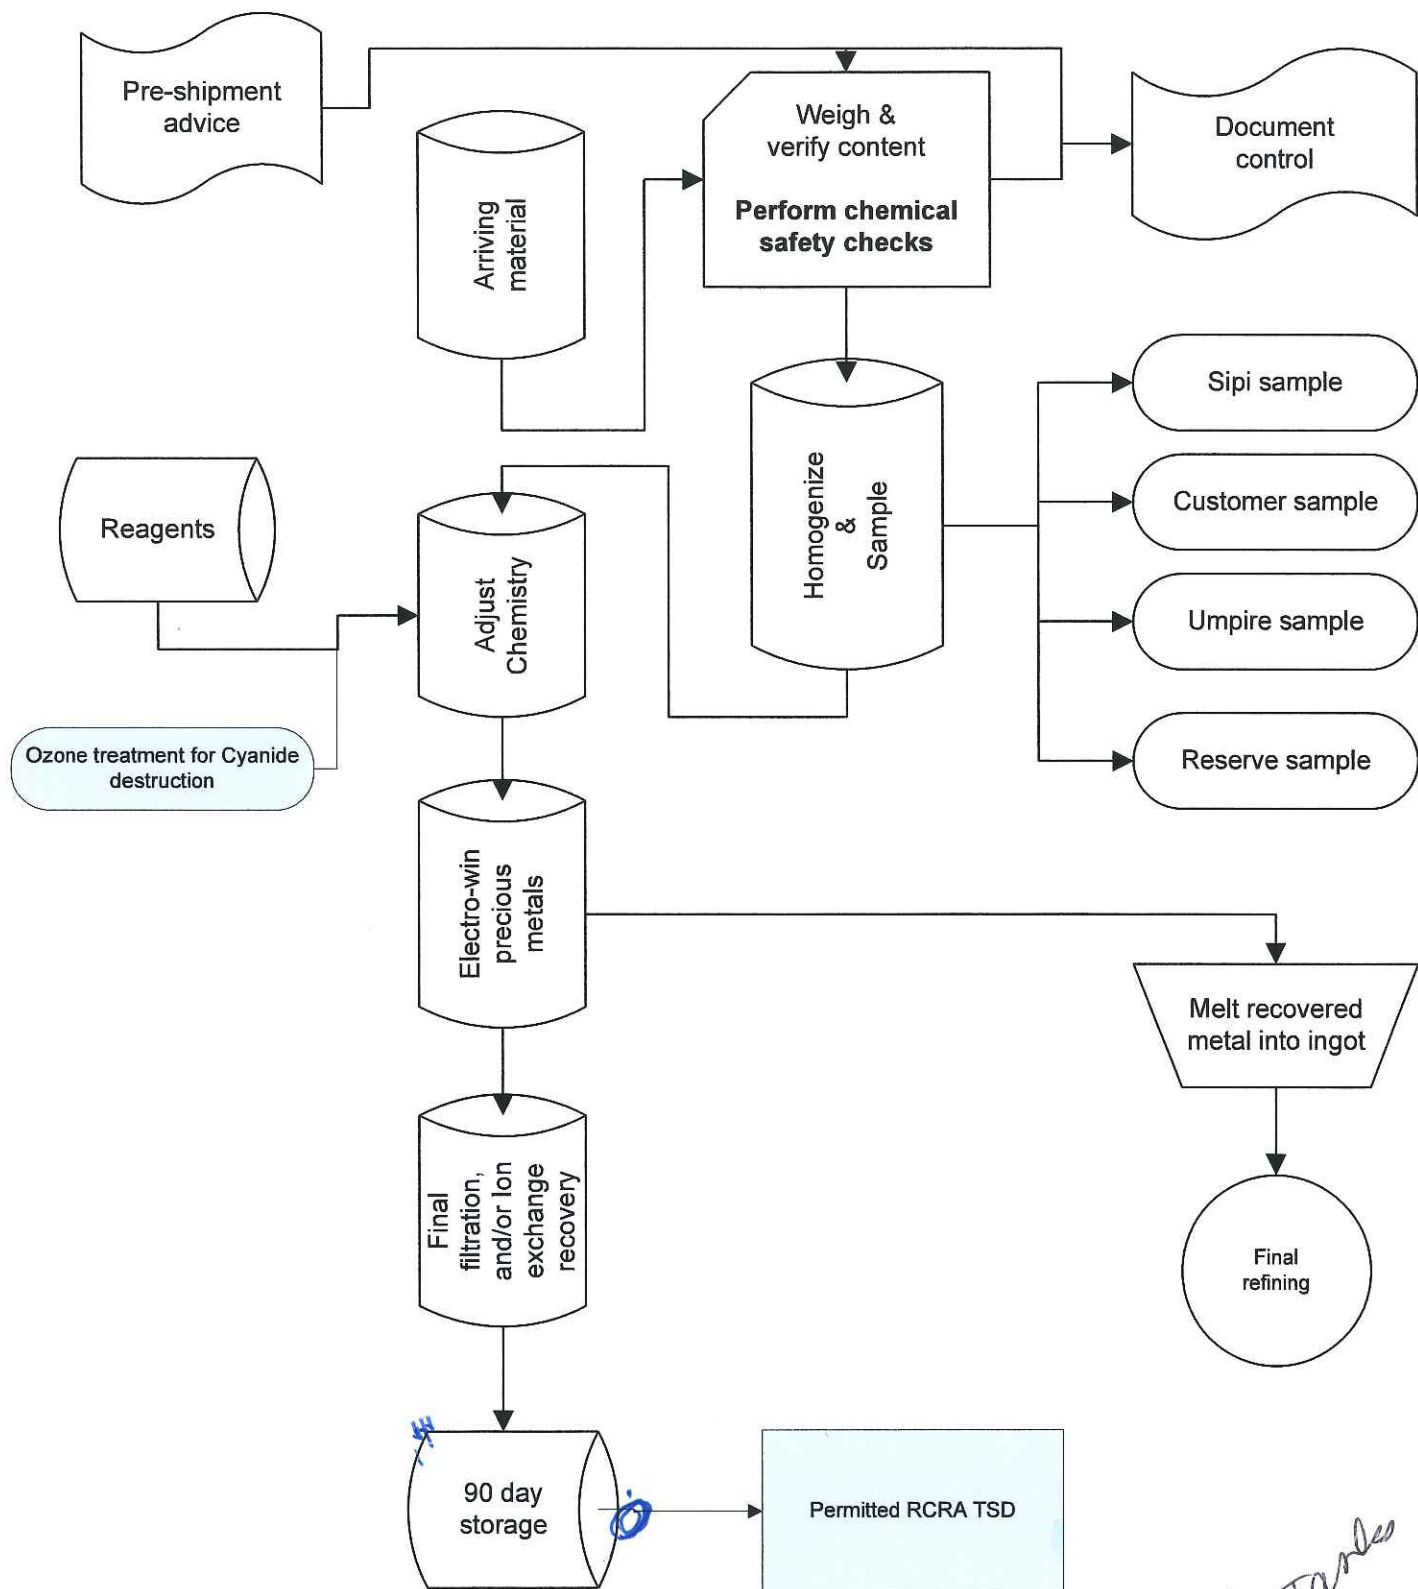 Pre-shipment
advice
Weigh &
verify content
Perform chemical
safety checks
Document
control
Arriving
material
Sipi sample
Customer sample
Umpire sample
Reserve sample
Homogenize
&
Sample
Reagents
Adjust
Chemistry
Ozone treatment for Cyanide
destruction
Electro-win
precious
metals
Melt recovered
metal into ingot
Final
filtration,
and/or Ion
exchange
recovery
Final
refining
90 day
storage
Permitted RCRA TSD